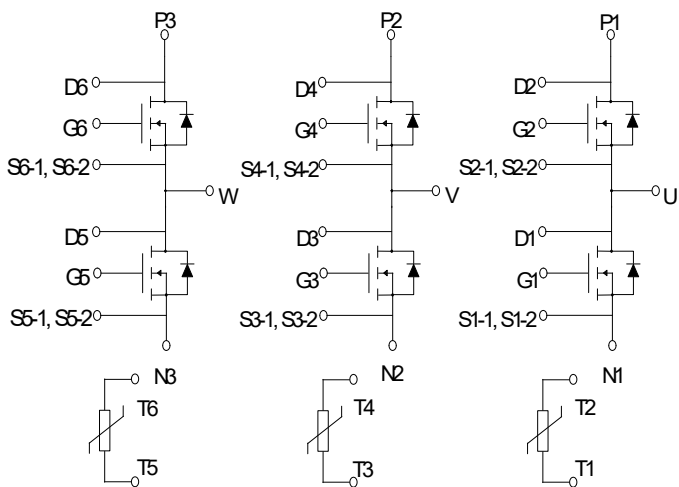 P3 P2 P1
D6 D4 D2
G6 G4 G2
S6-1, S6-2 S4-1, S4-2 S2-1, S2-2
W V U
D5 D3 D1
G5 G3 G1
S5-1, S5-2 S3-1, S3-2 S1-1, S1-2
N3 N2 N1
T6 T4 T2
T5 T3 T1